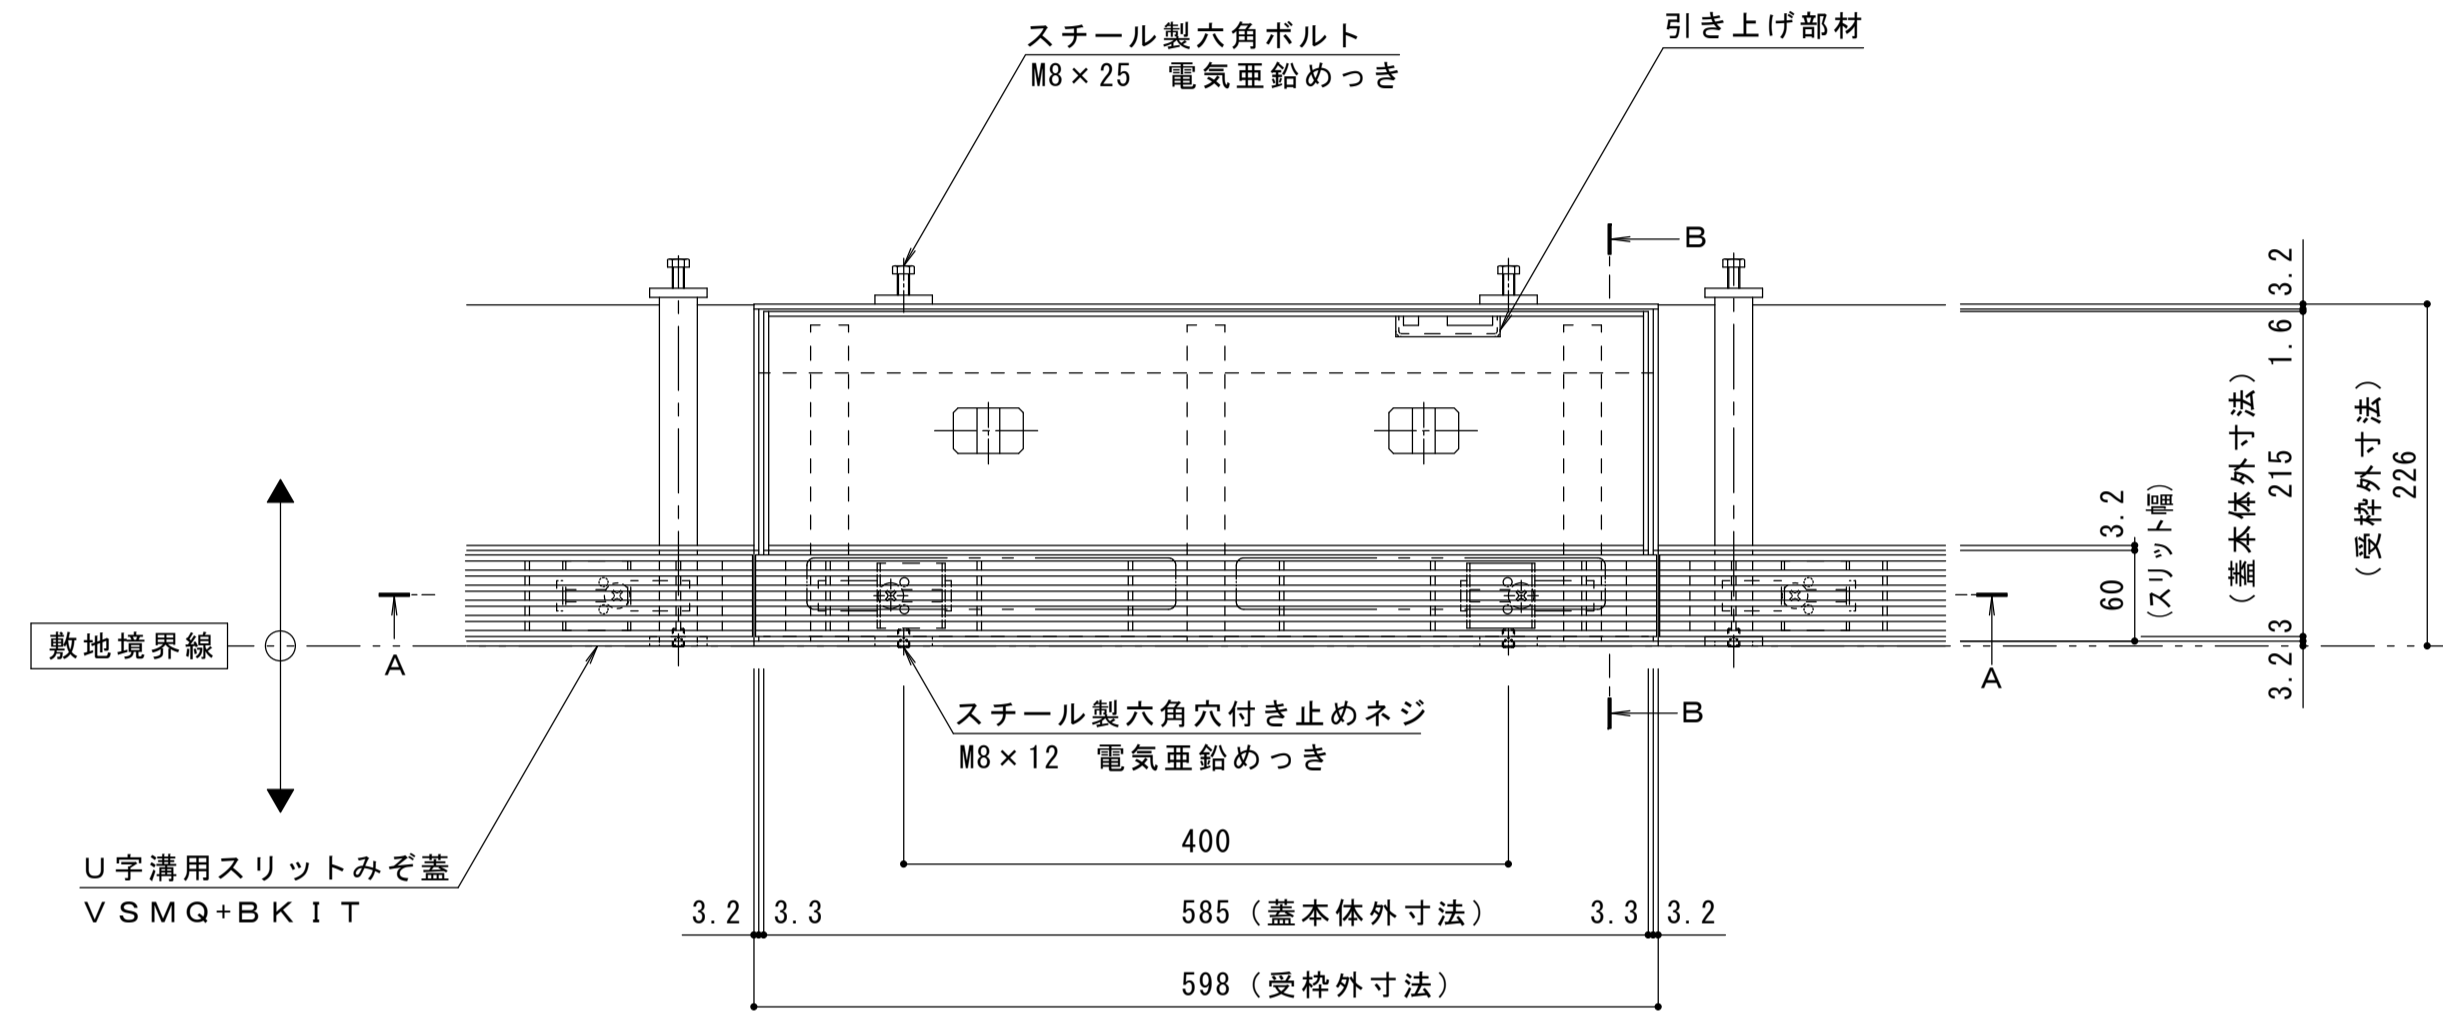 スチール製六角ボルト
M8×25 電気亜鉛めっき
引き上げ部材
B
3.2
1.6
(蓋本体外寸法)
215
(受枠外寸法)
226
3.2
60
(スリット幅)
3
3.2
敷地境界線
A
A
スチール製六角穴付き止めネジ
M8×12 電気亜鉛めっき
B
400
U字溝用スリットみぞ蓋
VSMQ+BKIT
3.2
3.3
585(蓋本体外寸法)
3.3
3.2
598(受枠外寸法)